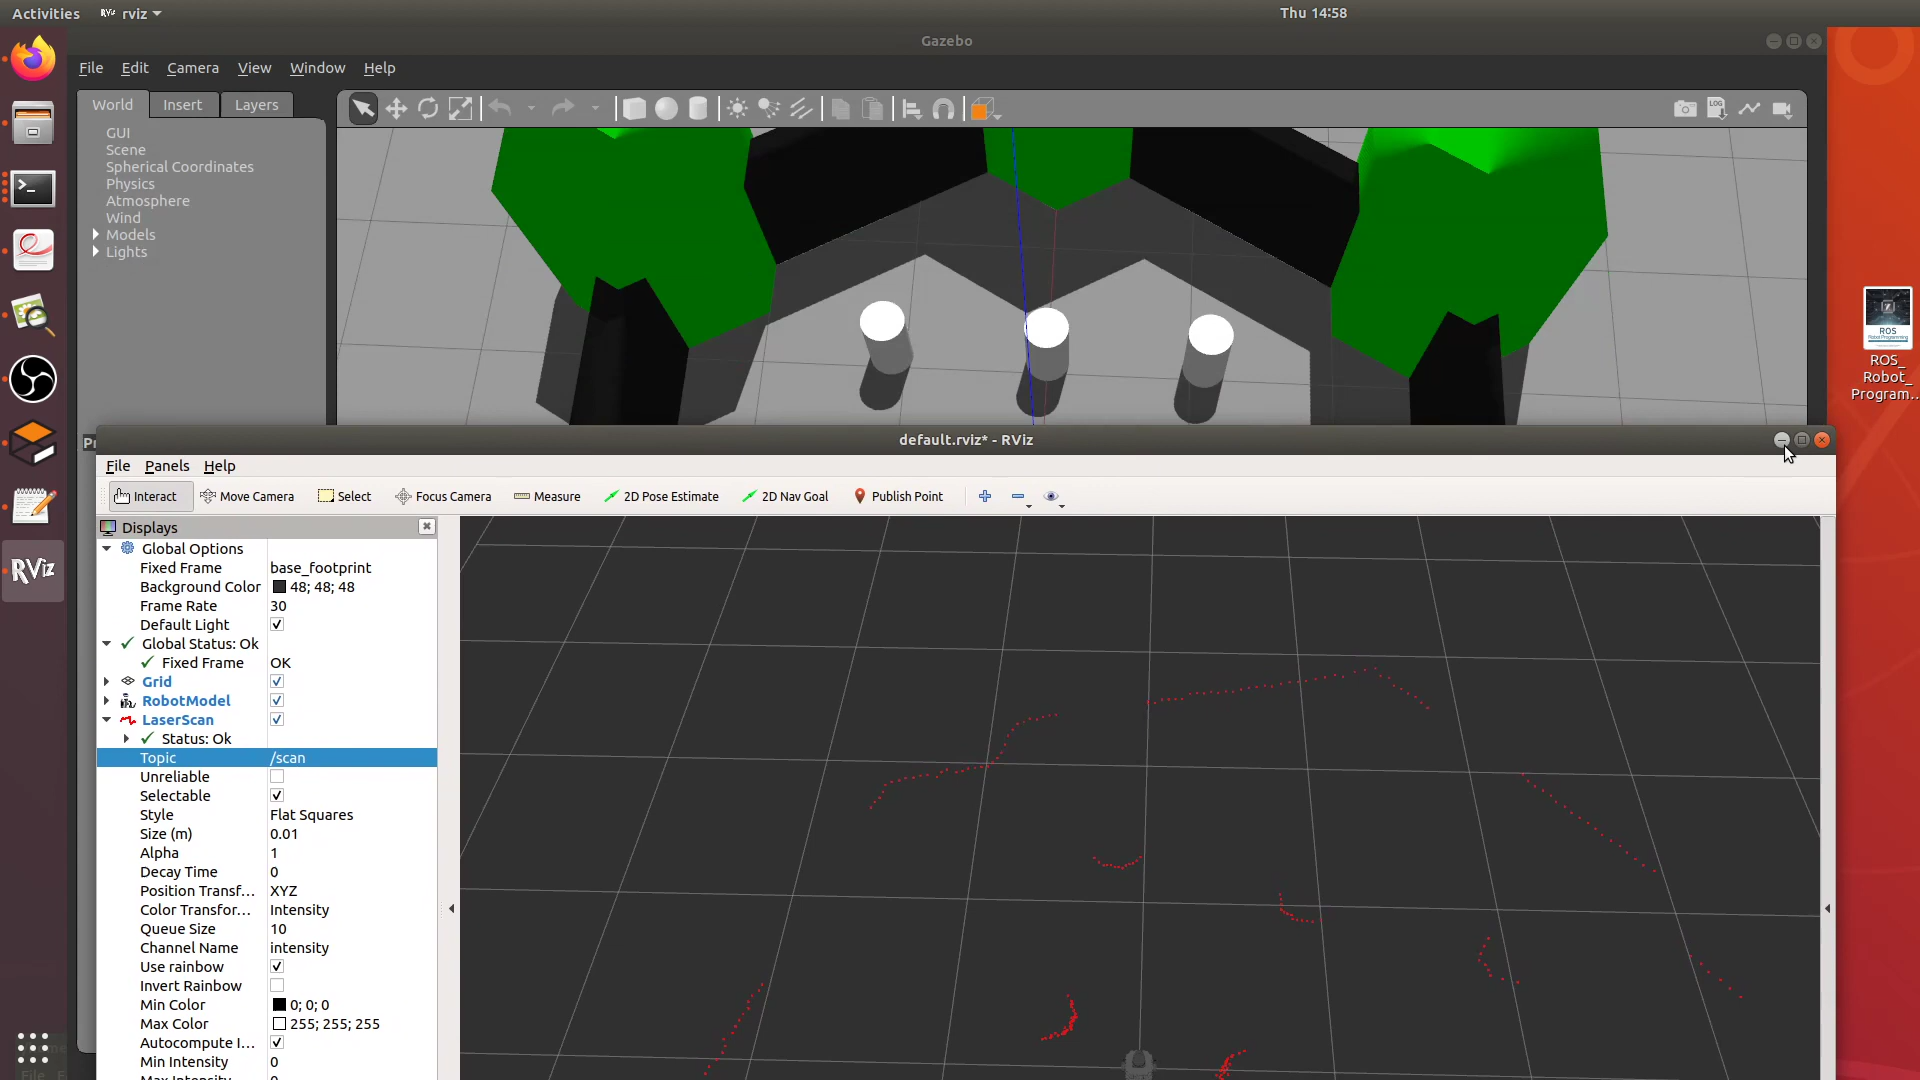 Activities
RViz rviz
Thu 14:58
Gazebo
File Edit Camera View Window Help
World Insert Layers
GUI
Scene
Spherical Coordinates
Physics
Atmosphere
Wind
Models
Lights
LOG
ROS
ROS_
Robot_
Program...
default.rviz* - RViz
File Panels Help
Interact Move Camera Select Focus Camera Measure 2D Pose Estimate 2D Nav Goal Publish Point
Displays
Global Options
Fixed Frame base_footprint
Background Color 48; 48; 48
Frame Rate 30
Default Light
Global Status: Ok
Fixed Frame OK
Grid
RobotModel
LaserScan
Status: Ok
Topic /scan
Unreliable
Selectable
Style Flat Squares
Size (m) 0.01
Alpha 1
Decay Time 0
Position Transf... XYZ
Color Transfor... Intensity
Queue Size 10
Channel Name intensity
Use rainbow
Invert Rainbow
Min Color 0; 0; 0
Max Color 255; 255; 255
Autocompute I...
Min Intensity 0
RViz